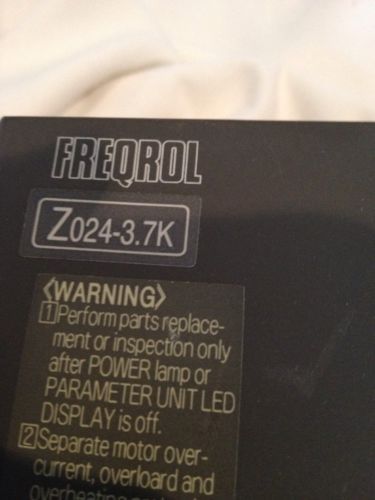 FREQROL
Z024-3.7K
〈WARNING〉
1 Perform parts replace-
ment or inspection only
after POWER lamp or
PARAMETER UNIT LED
DISPLAY is off.
2 Separate motor over-
current, overload and
overheating